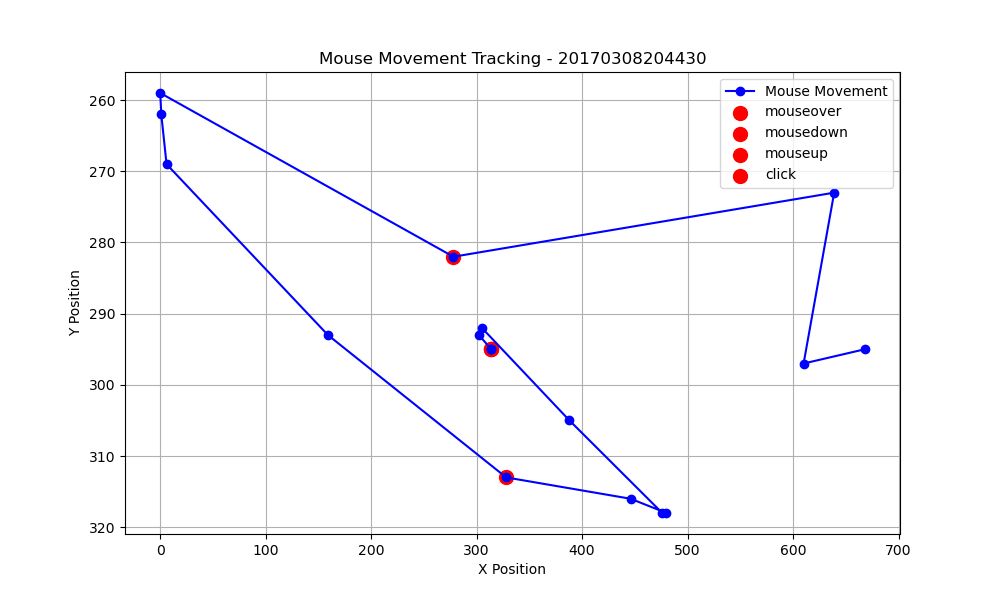 Mouse Movement Tracking - 20170308204430
Mouse Movement
mouseover
mousedown
mouseup
click
260
270
280
290
300
310
320
Y Position
0 100 200 300 400 500 600 700
X Position